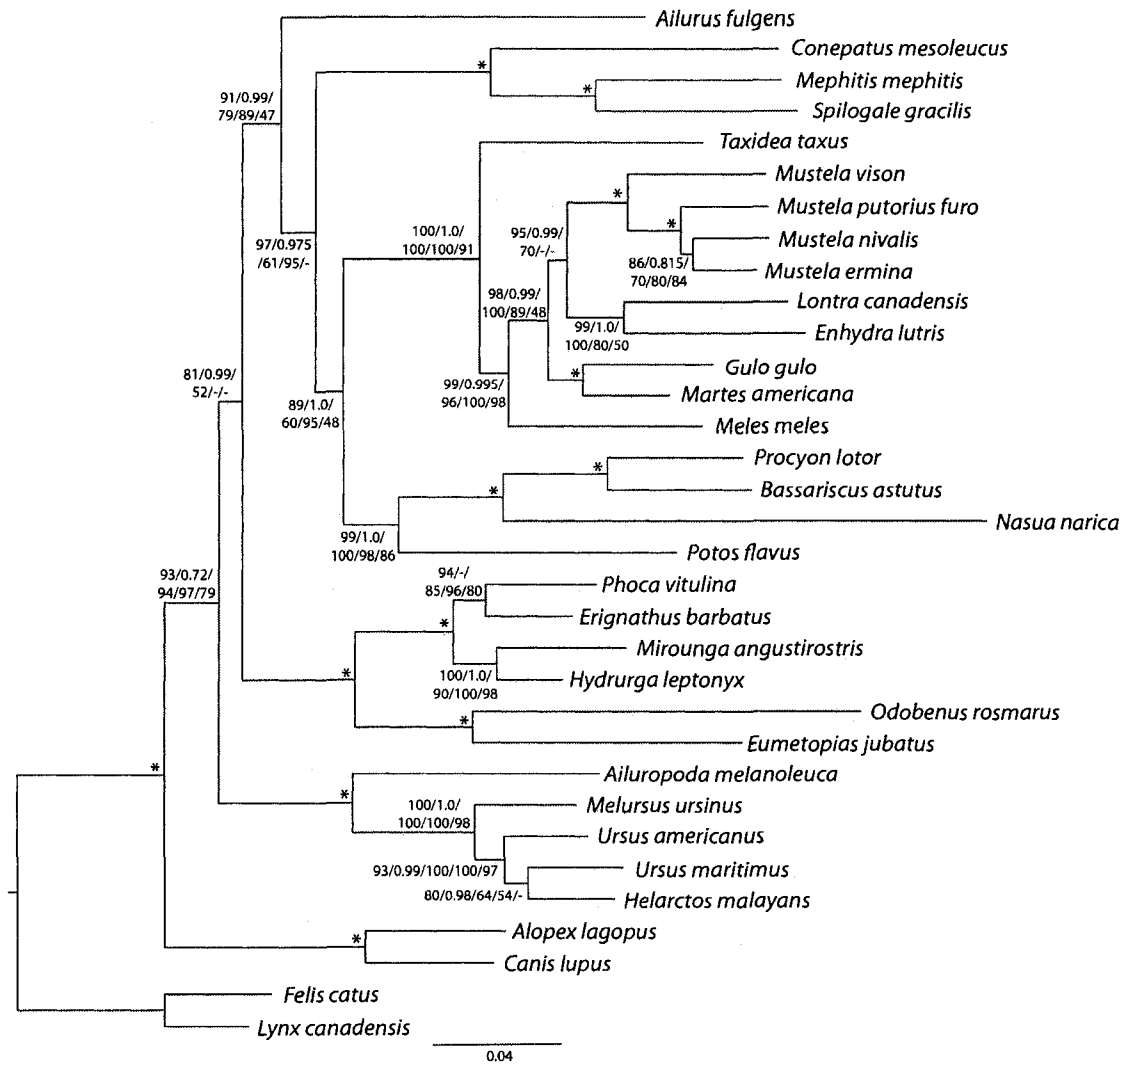 Ailurus fulgens
Conepatus mesoleucus
*
Mephitis mephitis
*
91/0.99/
79/89/47
Spilogale gracilis
Taxidea taxus
Mustela vison
*
Mustela putorius furo
*
100/1.0/
100/100/91
95/0.99/
70/-/-
97/0.975
/61/95/-
Mustela nivalis
86/0.815/
70/80/84
Mustela ermina
98/0.99/
100/89/48
Lontra canadensis
99/1.0/
100/80/50
Enhydra lutris
Gulo gulo
*
81/0.99/
52/-/-
99/0.995/
96/100/98
Martes americana
89/1.0/
60/95/48
Meles meles
Procyon lotor
*
Bassariscus astutus
*
Nasua narica
99/1.0/
100/98/86
Potos flavus
93/0.72/
94/97/79
94/-/
85/96/80
Phoca vitulina
Erignathus barbatus
*
Mirounga angustirostris
*
100/1.0/
90/100/98
Hydrurga leptonyx
Odobenus rosmarus
*
Eumetopias jubatus
*
Ailuropoda melanoleuca
*
100/1.0/
100/100/98
Melursus ursinus
Ursus americanus
93/0.99/100/100/97
Ursus maritimus
80/0.98/64/54/-
Helarctos malayans
Alopex lagopus
*
Canis lupus
Felis catus
Lynx canadensis
0.04